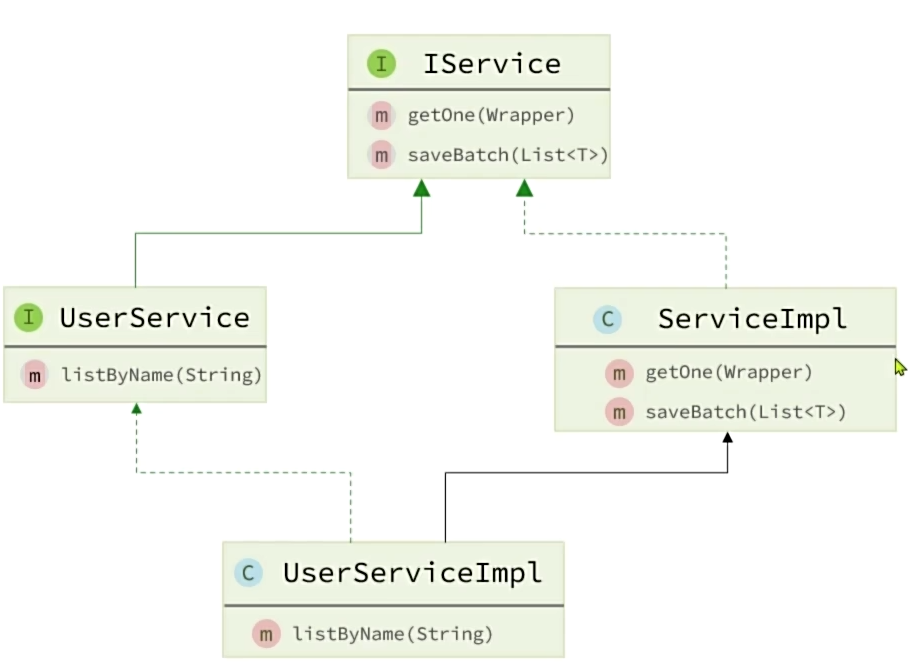 I IService
m getOne(Wrapper)
m saveBatch(List<T>)
I UserService
m listByName(String)
C ServiceImpl
m getOne(Wrapper)
m saveBatch(List<T>)
C UserServiceImpl
m listByName(String)